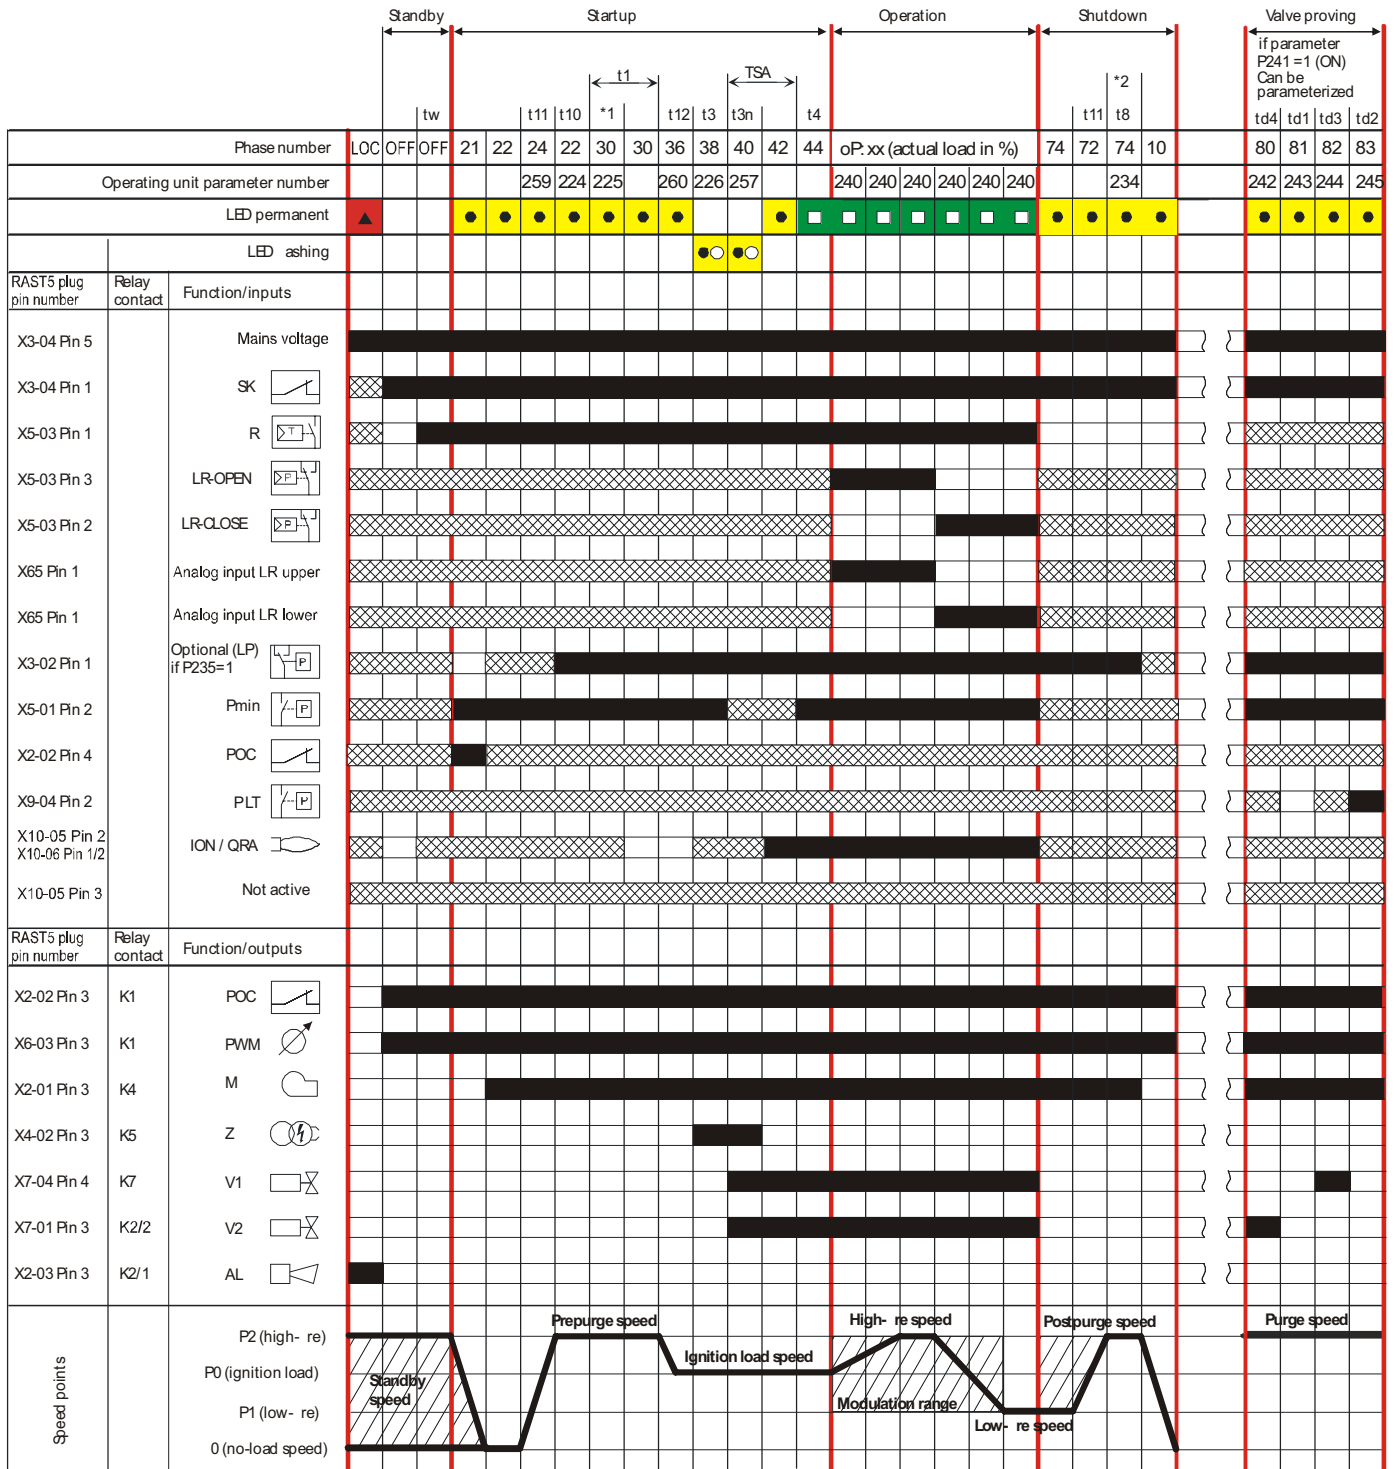 Standby Startup Operation Shutdown Valve proving
if parameter
P241 =1 (ON)
Can be
parameterized
t1 TSA *2
tw t11 t10 *1 t12 t3 t3n t4 t11 t8 td4 td1 td3 td2
Phase number LOC OFF OFF 21 22 24 22 30 30 36 38 40 42 44 oP: xx (actual load in %) 74 72 74 10 80 81 82 83
Operating unit parameter number 259 224 225 260 226 257 240 240 240 240 240 240 234 242 243 244 245
LED permanent
LED ashing
RAST5 plug pin number Relay contact Function/inputs
X3-04 Pin 5 Mains voltage
X3-04 Pin 1 SK
X5-03 Pin 1 R T
X5-03 Pin 3 LR-OPEN P
X5-03 Pin 2 LR-CLOSE P
X65 Pin 1 Analog input LR upper
X65 Pin 1 Analog input LR lower
X3-02 Pin 1 Optional (LP) if P235=1 P
X5-01 Pin 2 Pmin P
X2-02 Pin 4 POC
X9-04 Pin 2 PLT P
X10-05 Pin 2
X10-06 Pin 1/2 ION / QRA
X10-05 Pin 3 Not active
RAST5 plug pin number Relay contact Function/outputs
X2-02 Pin 3 K1 POC
X6-03 Pin 3 K1 PWM
X2-01 Pin 3 K4 M
X4-02 Pin 3 K5 Z
X7-04 Pin 4 K7 V1
X7-01 Pin 3 K2/2 V2
X2-03 Pin 3 K2/1 AL
Speed points
Prepurge speed High- re speed Postpurge speed Purge speed
P2 (high- re)
Ignition load speed
P0 (ignition load)
Standby
speed
Modulation range
P1 (low- re)
Low- re speed
0 (no-load speed)